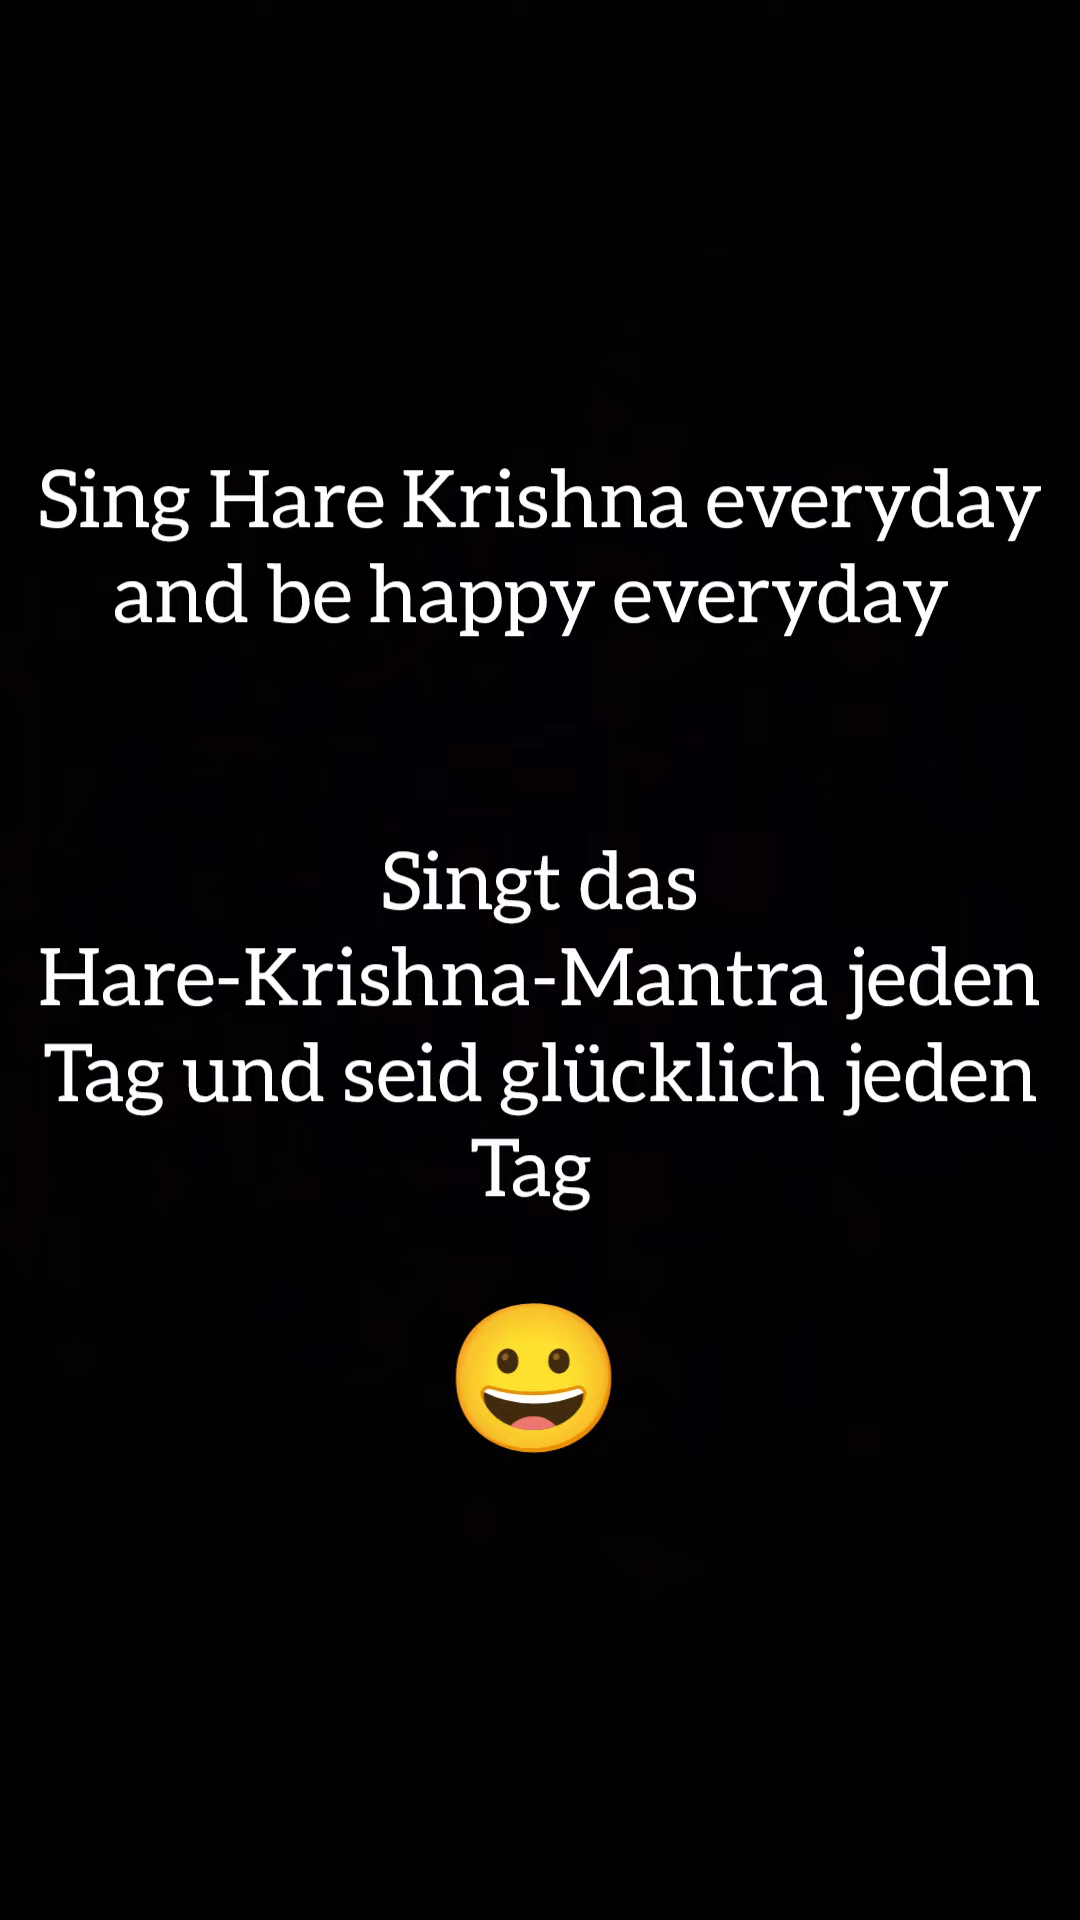 Sing Hare Krishna everyday
and be happy everyday
Singt das
Hare-Krishna-Mantra jeden
Tag und seid glücklich jeden
Tag
😀